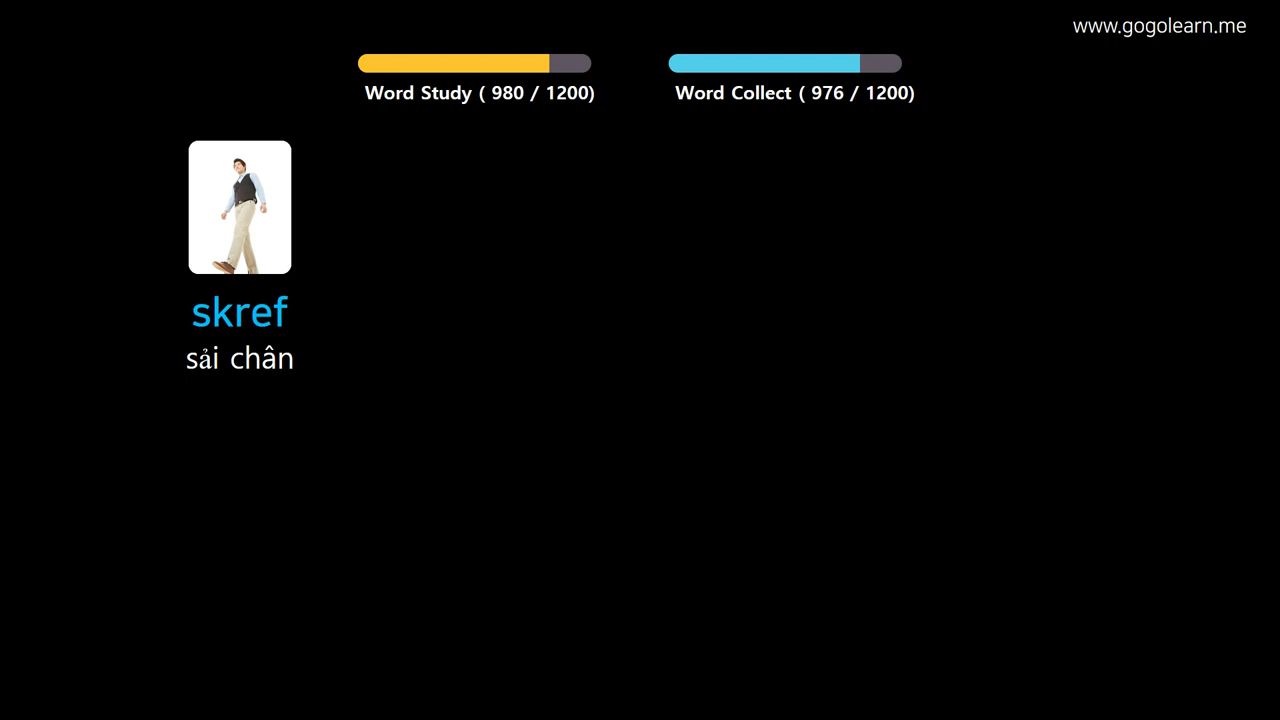 www.gogolearn.me
Word Study ( 980 / 1200)
Word Collect ( 976 / 1200)
skref
sải chân